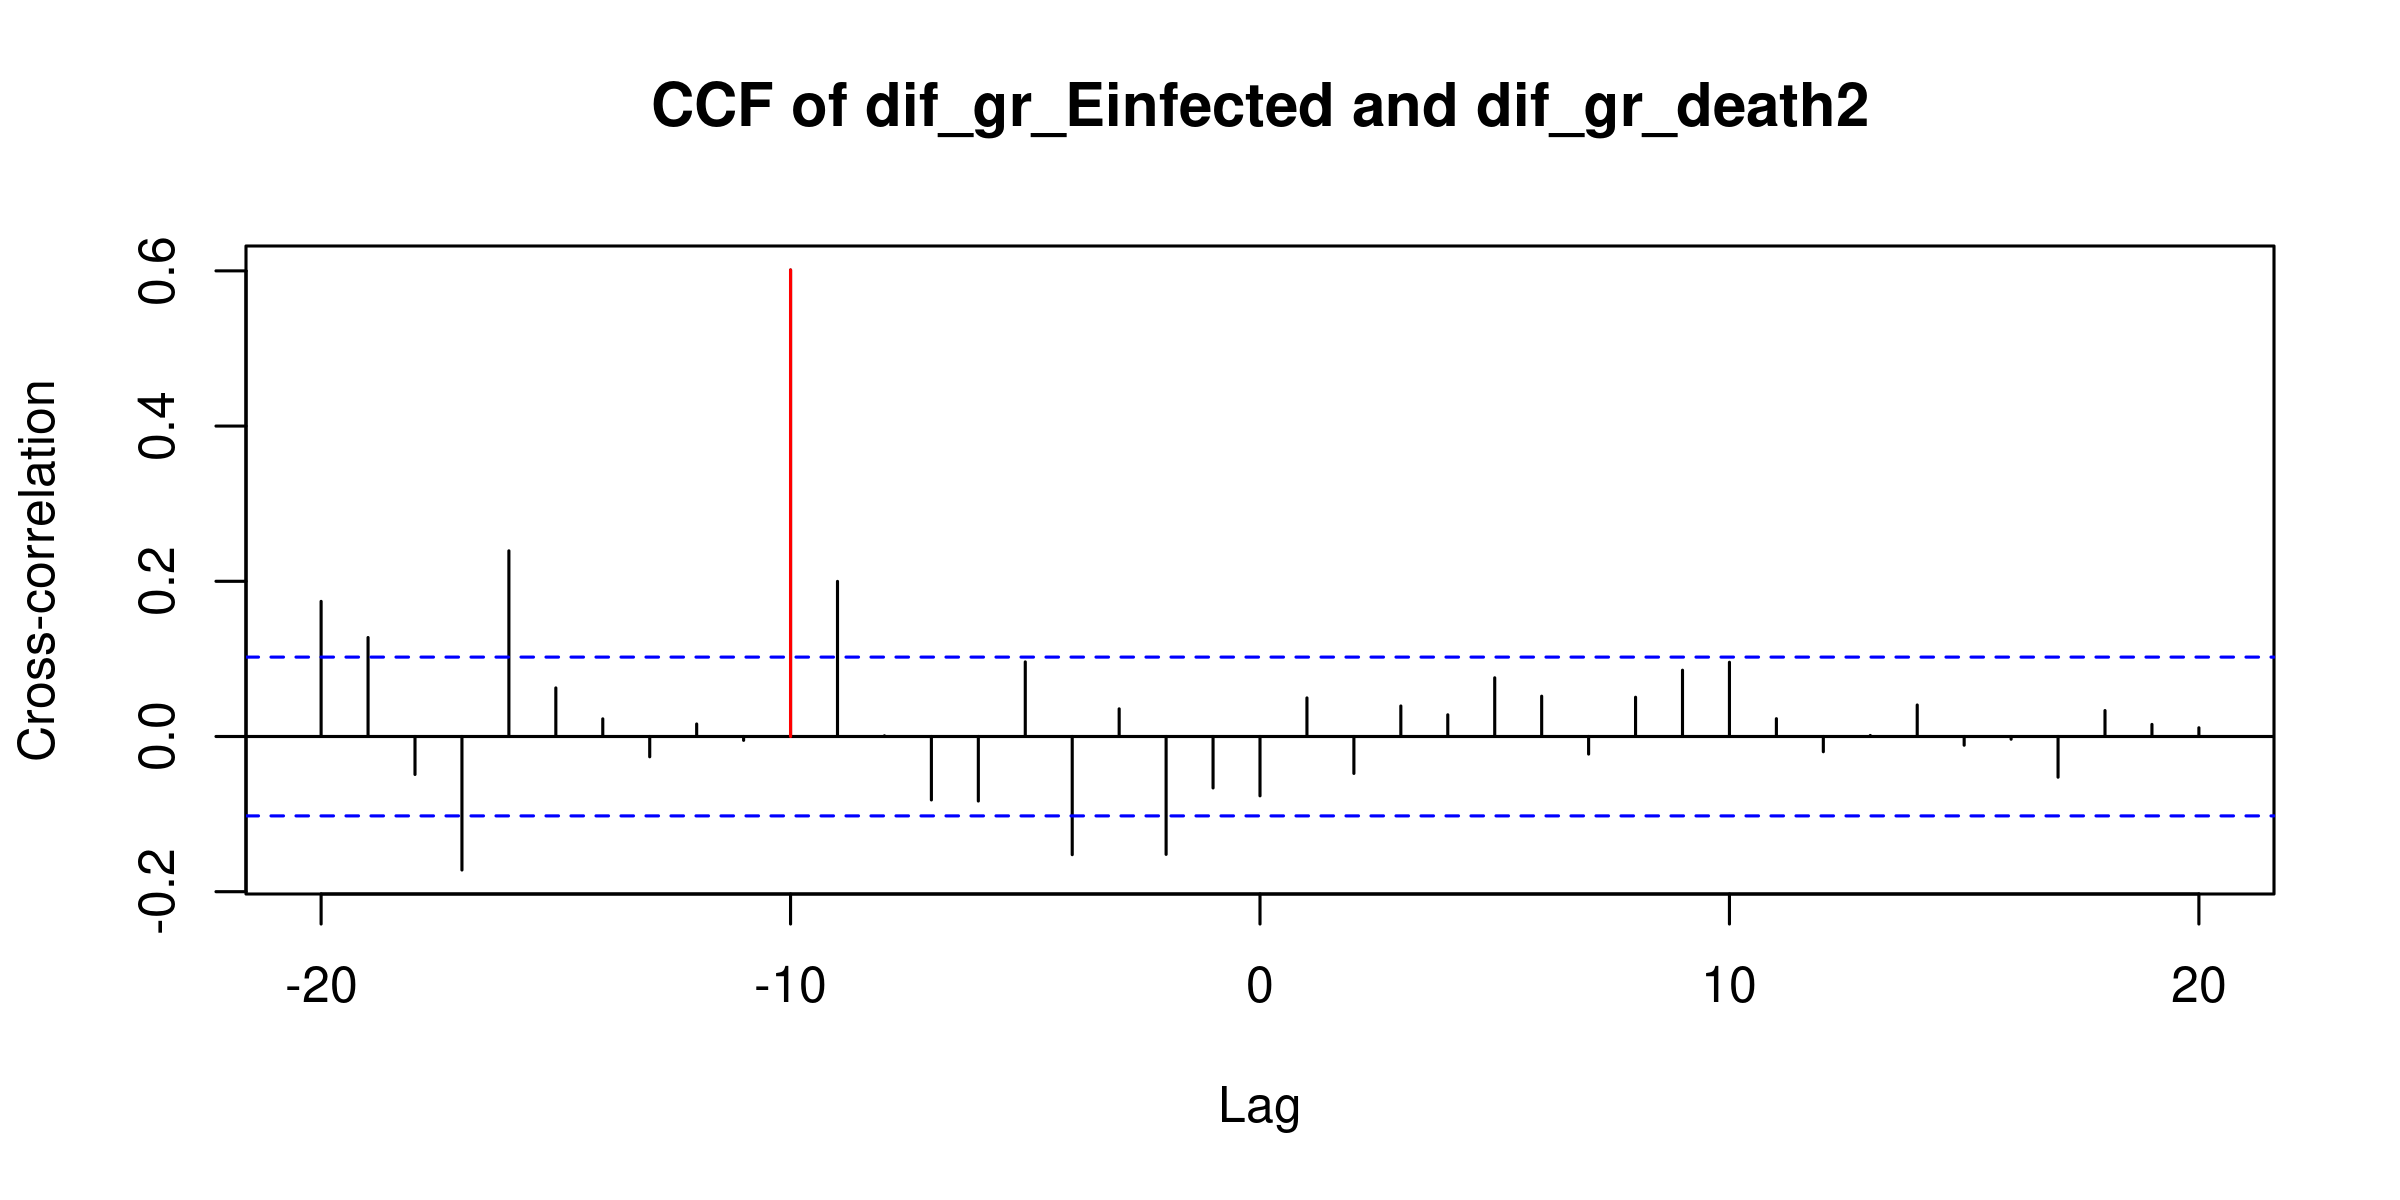 CCF of dif_gr_Einfected and dif_gr_death2
Cross-correlation
0.6
0.4
0.2
0.0
-0.2
-20 -10 0 10 20
Lag